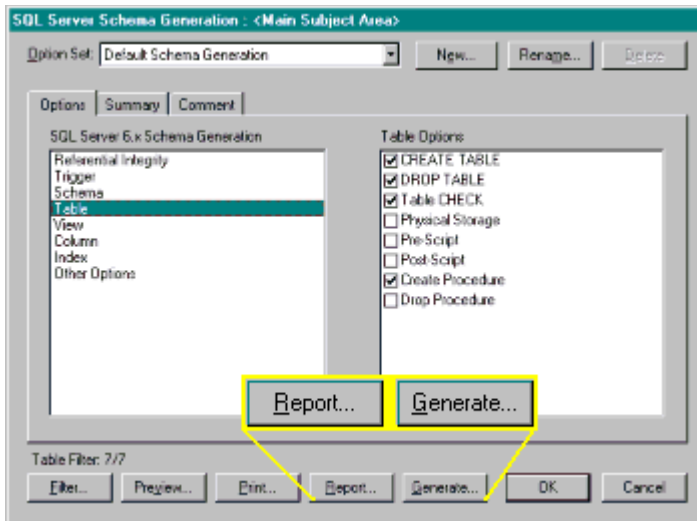 SQL Server Schema Generation : <Main Subject Area>
Option Set: Default Schema Generation New... Rename... Delete
Options Summary Comment
SQL Server 6.x Schema Generation
Referential Integrity
Trigger
Schema
Table
View
Column
Index
Other Options
Table Options
CREATE TABLE
DROP TABLE
Table CHECK
Physical Storage
Pre-Script
Post-Script
Create Procedure
Drop Procedure
Report... Generate...
Table Filter: 7/7
Filter... Preview... Print... Report... Generate... OK Cancel